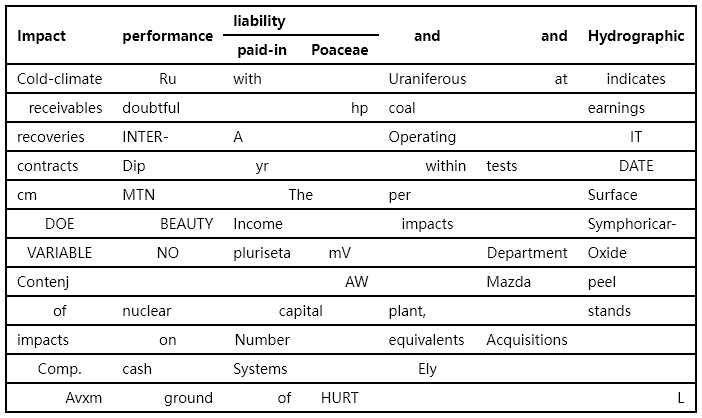 Impact performance liability and and Hydrographic
paid-in Poaceae
Cold-climate Ru with Uraniferous at indicates
receivables doubtful hp coal earnings
recoveries INTER- A Operating IT
contracts Dip yr within tests DATE
cm MTN The per Surface
DOE BEAUTY Income impacts Symphoricar-
VARIABLE NO pluriseta mV Department Oxide
Contenj AW Mazda peel
of nuclear capital plant, stands
impacts on Number equivalents Acquisitions
Comp. cash Systems Ely
Avxm ground of HURT L